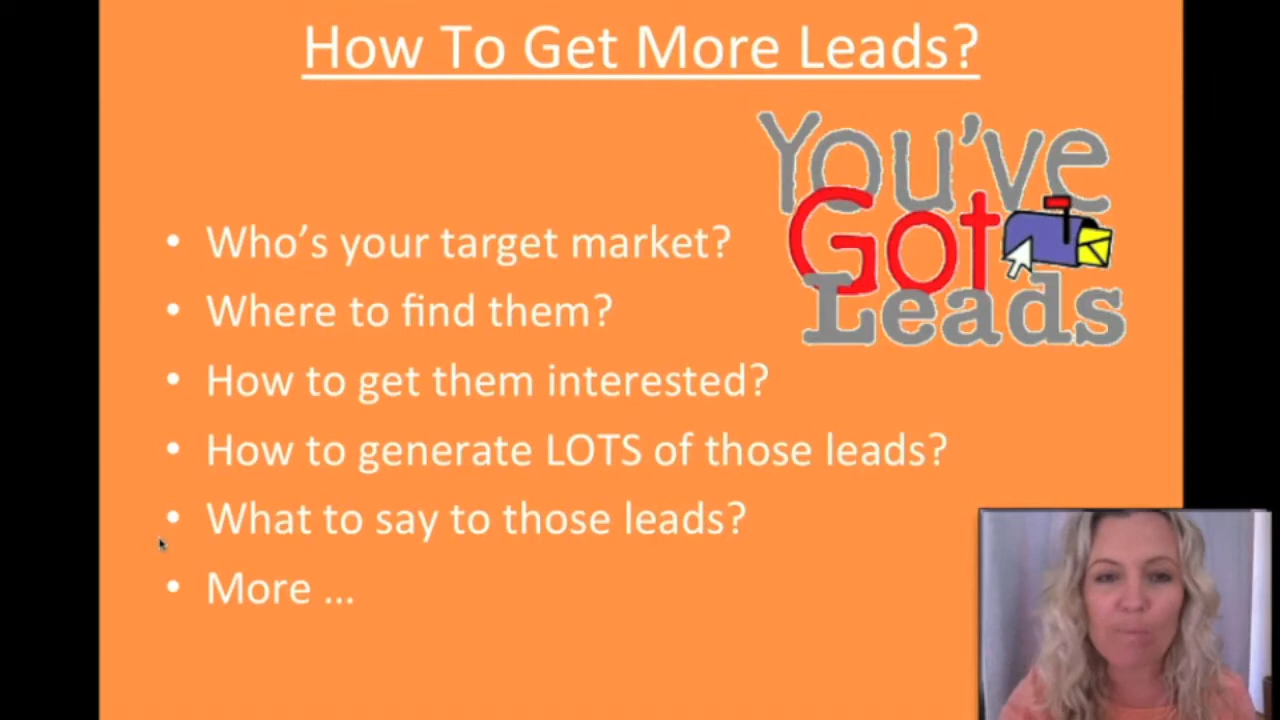 How To Get More Leads?
You've
Got
Leads
• Who's your target market?
• Where to find them?
• How to get them interested?
• How to generate LOTS of those leads?
• What to say to those leads?
• More ...